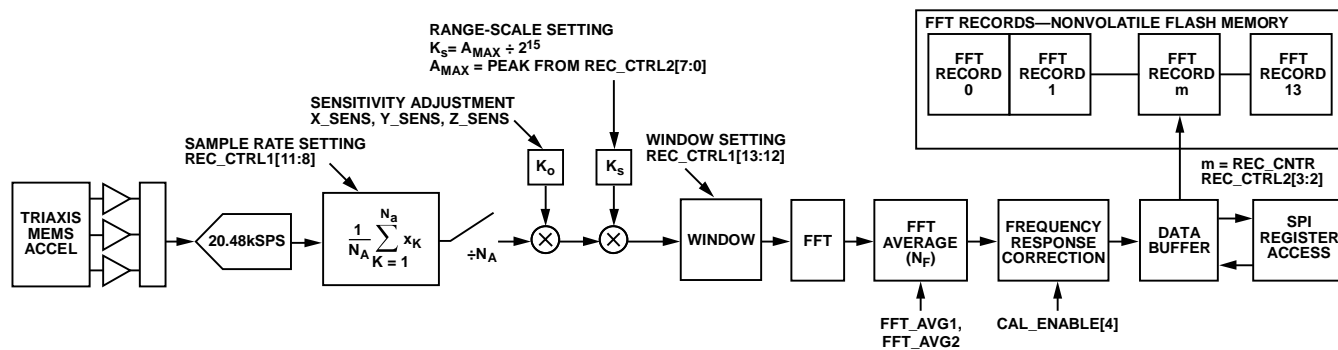 FFT RECORDS—NONVOLATILE FLASH MEMORY
FFT
RECORD
0
FFT
RECORD
1
FFT
RECORD
m
FFT
RECORD
13
RANGE-SCALE SETTING
Ks= AMAX ÷ 2^15
AMAX = PEAK FROM REC_CTRL2[7:0]
SENSITIVITY ADJUSTMENT
X_SENS, Y_SENS, Z_SENS
SAMPLE RATE SETTING
REC_CTRL1[11:8]
WINDOW SETTING
REC_CTRL1[13:12]
Ko
Ks
m = REC_CNTR
REC_CTRL2[3:2]
TRIAXIS
MEMS
ACCEL
20.48kSPS
Na
1
NA
∑ xK
K = 1
÷NA
×
×
WINDOW
FFT
FFT
AVERAGE
(NF)
FREQUENCY
RESPONSE
CORRECTION
DATA
BUFFER
SPI
REGISTER
ACCESS
FFT_AVG1,
FFT_AVG2
CAL_ENABLE[4]